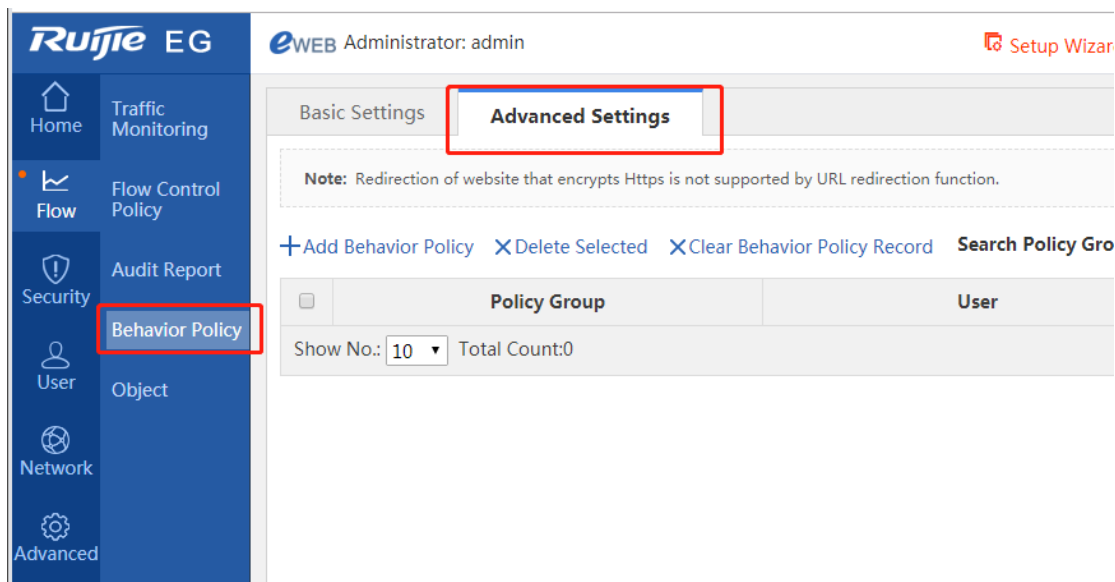 Ruijie EG
eWEB Administrator: admin
Setup Wizar
Home
Flow
Security
User
Network
Advanced
Traffic
Monitoring
Flow Control
Policy
Audit Report
Behavior Policy
Object
Basic Settings
Advanced Settings
Note: Redirection of website that encrypts Https is not supported by URL redirection function.
Add Behavior Policy Delete Selected Clear Behavior Policy Record Search Policy Gro
Policy Group User
Show No.: 10 Total Count:0